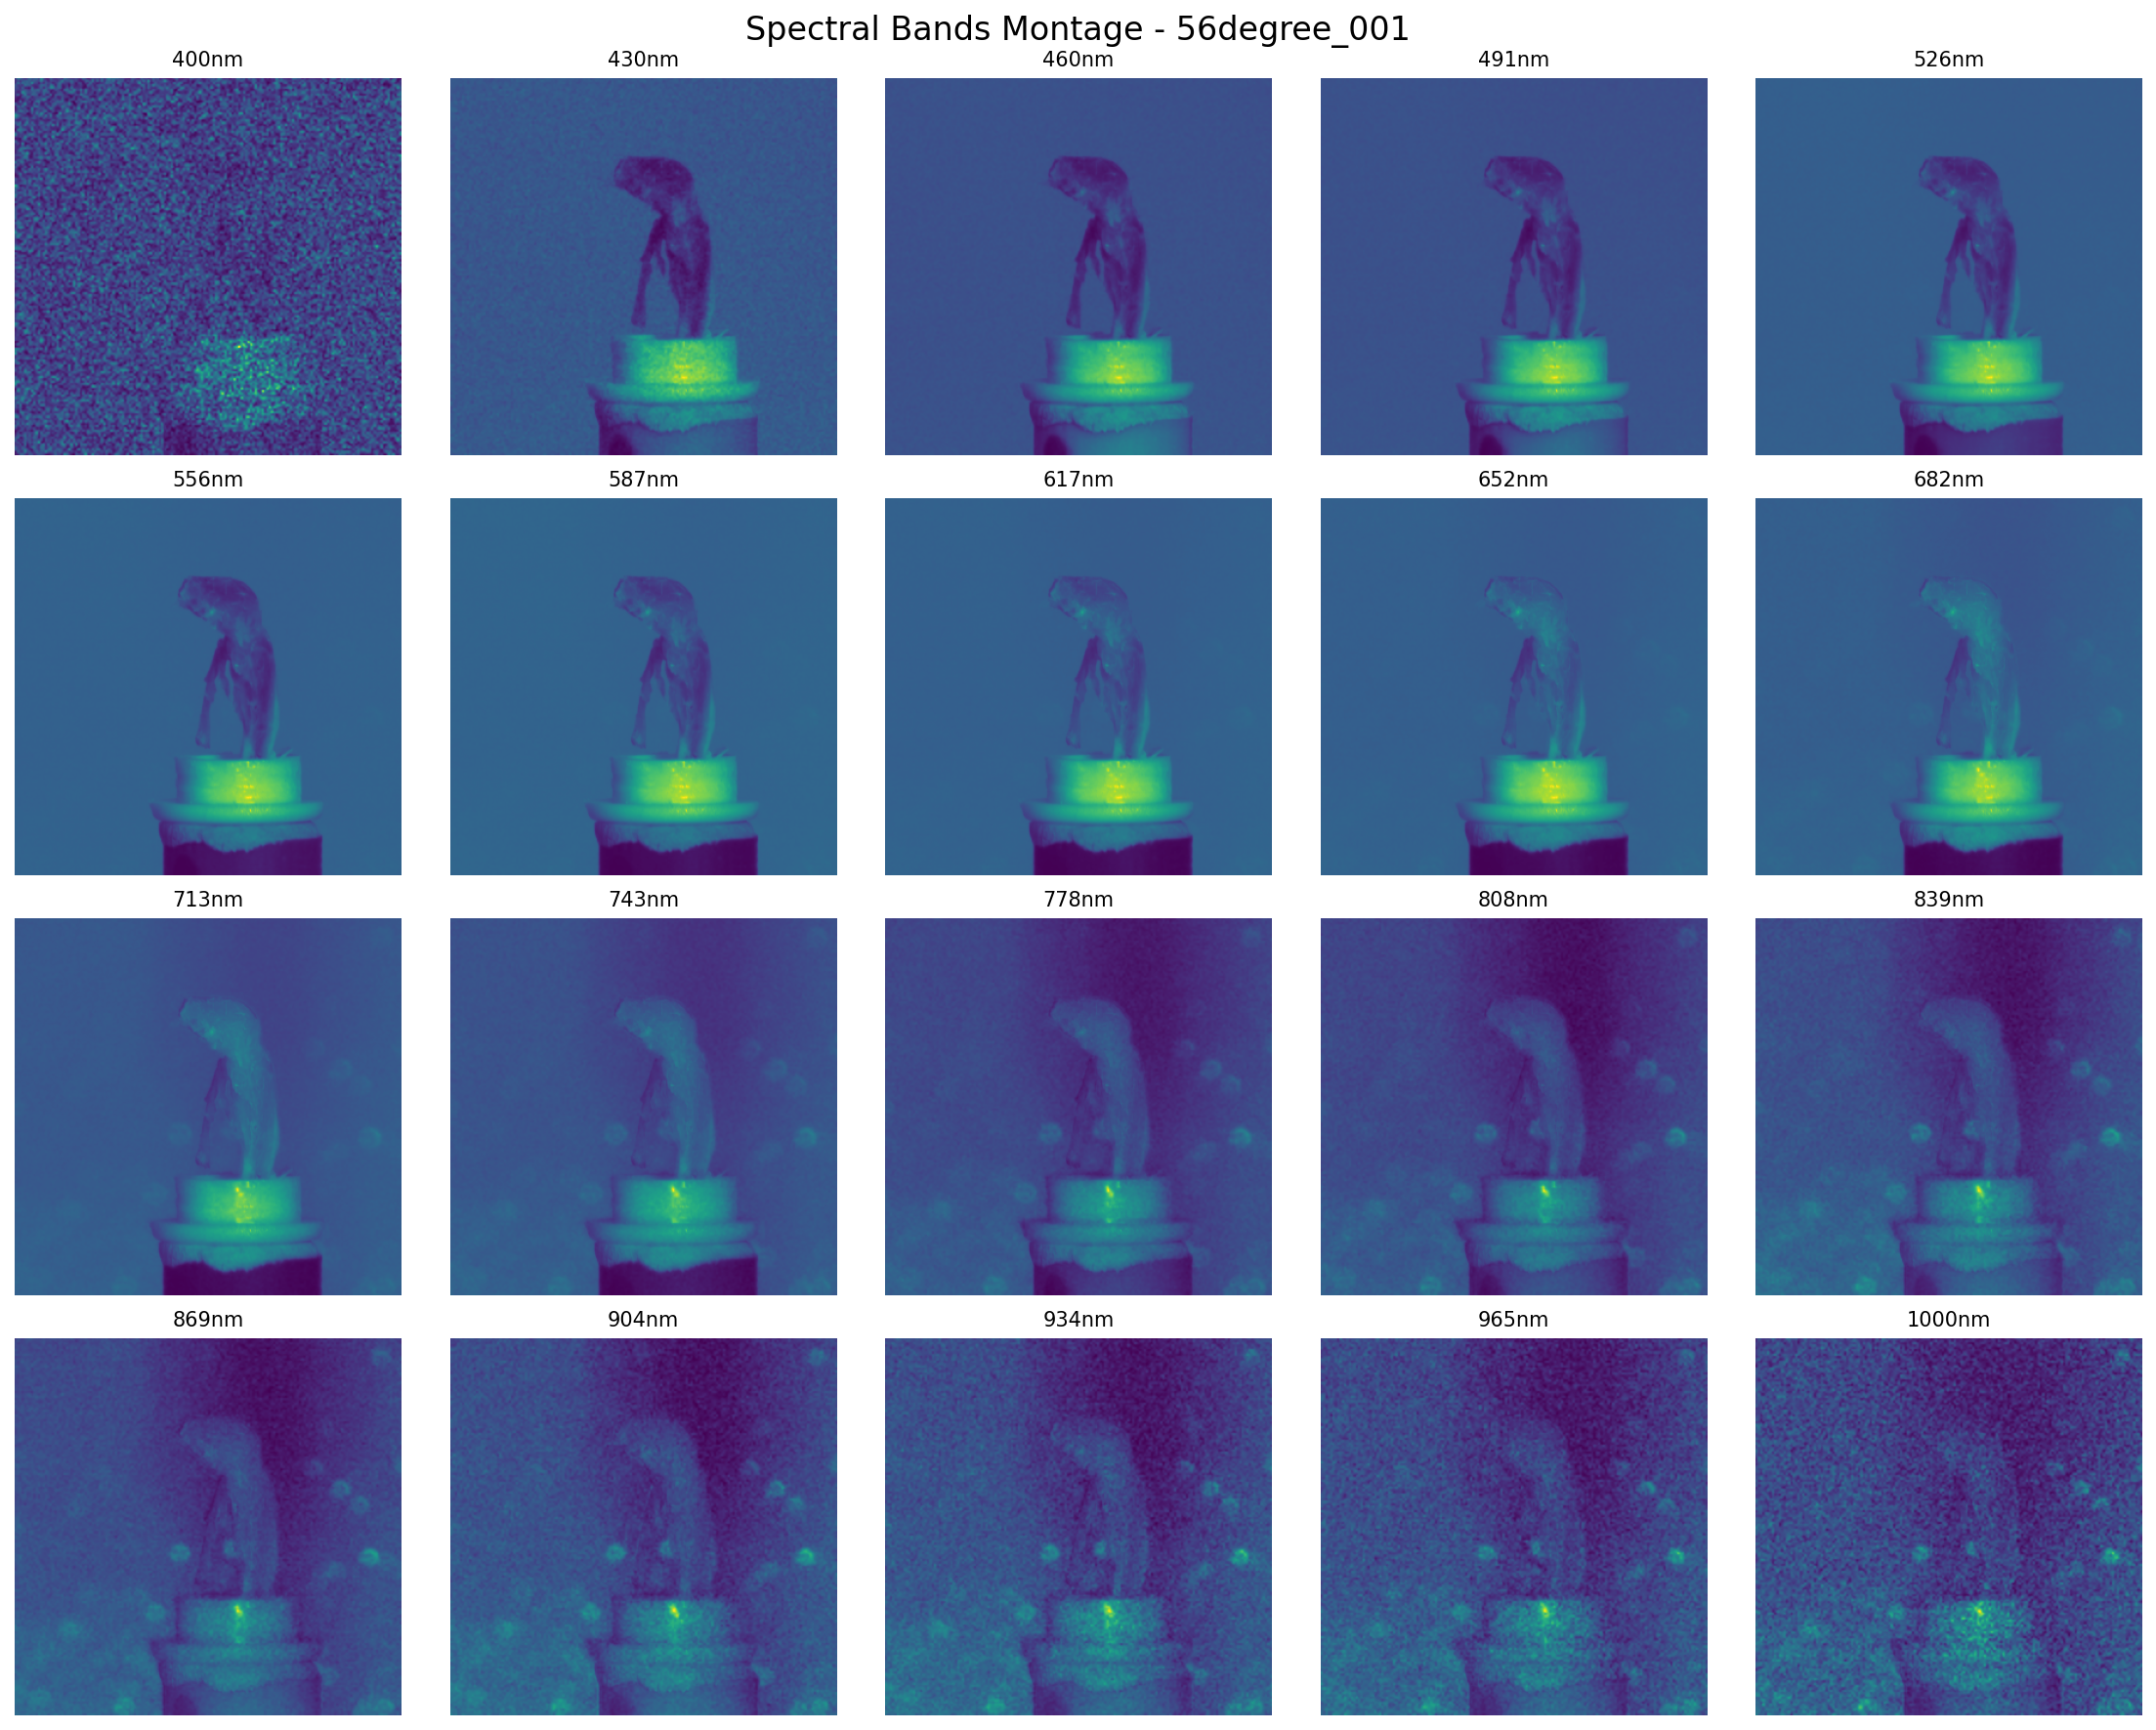 Spectral Bands Montage - 56degree_001
400nm 430nm 460nm 491nm 526nm
556nm 587nm 617nm 652nm 682nm
713nm 743nm 778nm 808nm 839nm
869nm 904nm 934nm 965nm 1000nm